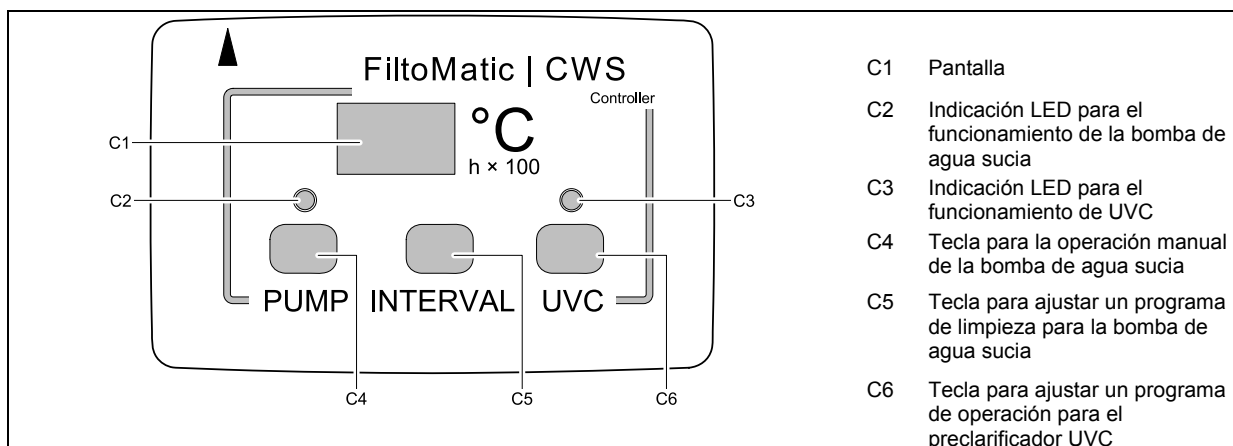 FiltoMatic | CWS
Controller
°C
h × 100
C1
C2
C3
PUMP INTERVAL UVC
C4
C5
C6
C1 Pantalla
C2 Indicación LED para el
funcionamiento de la bomba de
agua sucia
C3 Indicación LED para el
funcionamiento de UVC
C4 Tecla para la operación manual
de la bomba de agua sucia
C5 Tecla para ajustar un programa
de limpieza para la bomba de
agua sucia
C6 Tecla para ajustar un programa
de operación para el
preclarificador UVC